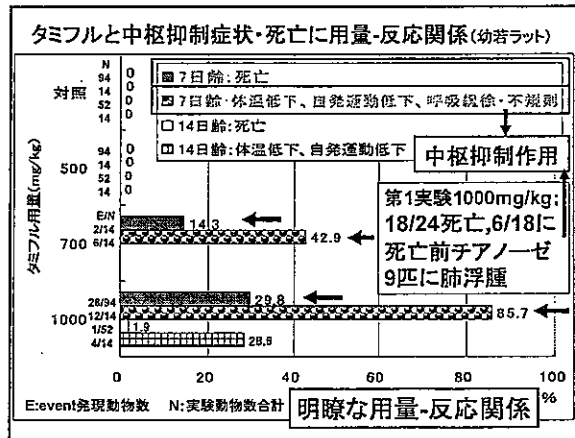 タミフルと中枢抑制症状・死亡に用量-反応関係(幼若ラット)
タミフル用量(mg/kg)
対照
N
94
14
52
14
0
0
0
0
7日齢:死亡
7日齢・体温低下、自発運動低下、呼吸緩徐・不規則
14日齢:死亡
14日齢:体温低下、自発運動低下
中枢抑制作用
500
94
14
52
14
0
0
0
0
第1実験1000mg/kg:
18/24死亡,6/18に
死亡前チアノーゼ
9匹に肺浮腫
700
E/N
2/14
6/14
14.3
42.9
1000
28/94
12/14
1/52
4/14
29.8
85.7
1.9
28.6
0 20 40 60 80 100
%
E:event発現動物数 N:実験動物数合計
明瞭な用量-反応関係